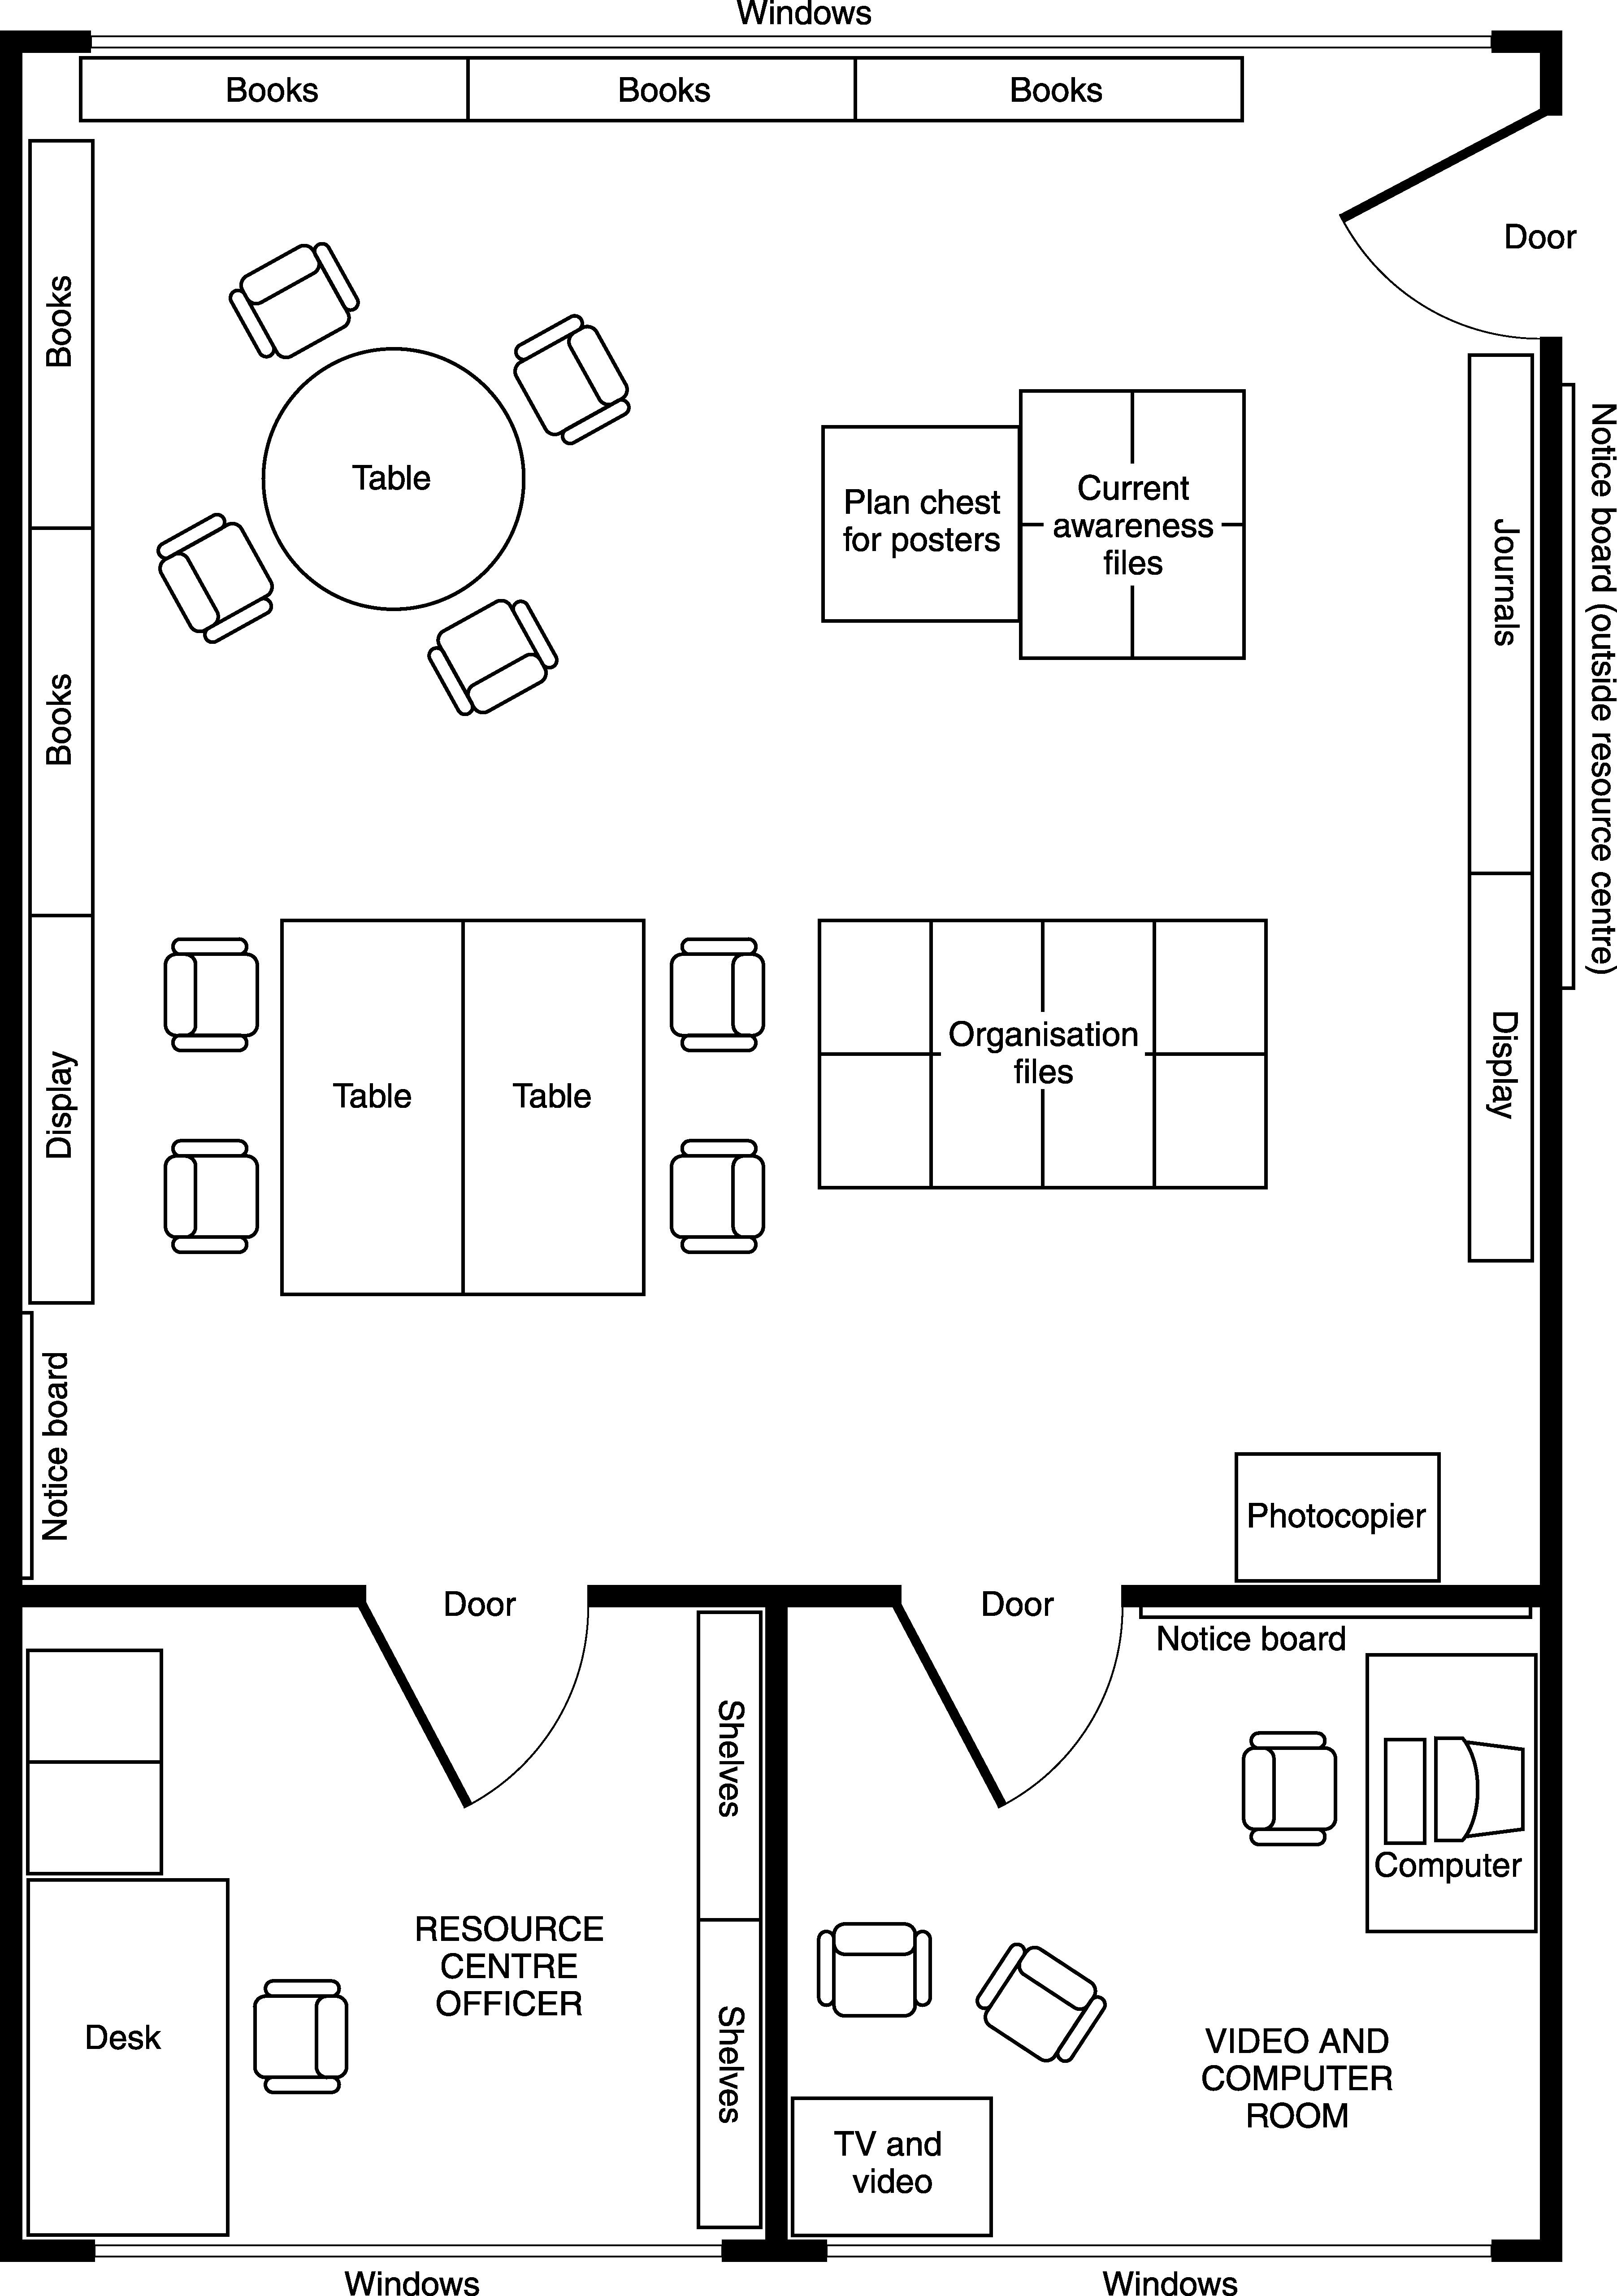 Windows
Books
Books
Books
Door
Books
Table
Plan chest
for posters
Current
awareness
files
Journals
Notice board (outside resource centre)
Books
Display
Table
Table
Organisation
files
Display
Notice board
Photocopier
Door
Door
Notice board
Shelves
Computer
RESOURCE
CENTRE
OFFICER
Desk
Shelves
VIDEO AND
COMPUTER
ROOM
TV and
video
Windows
Windows